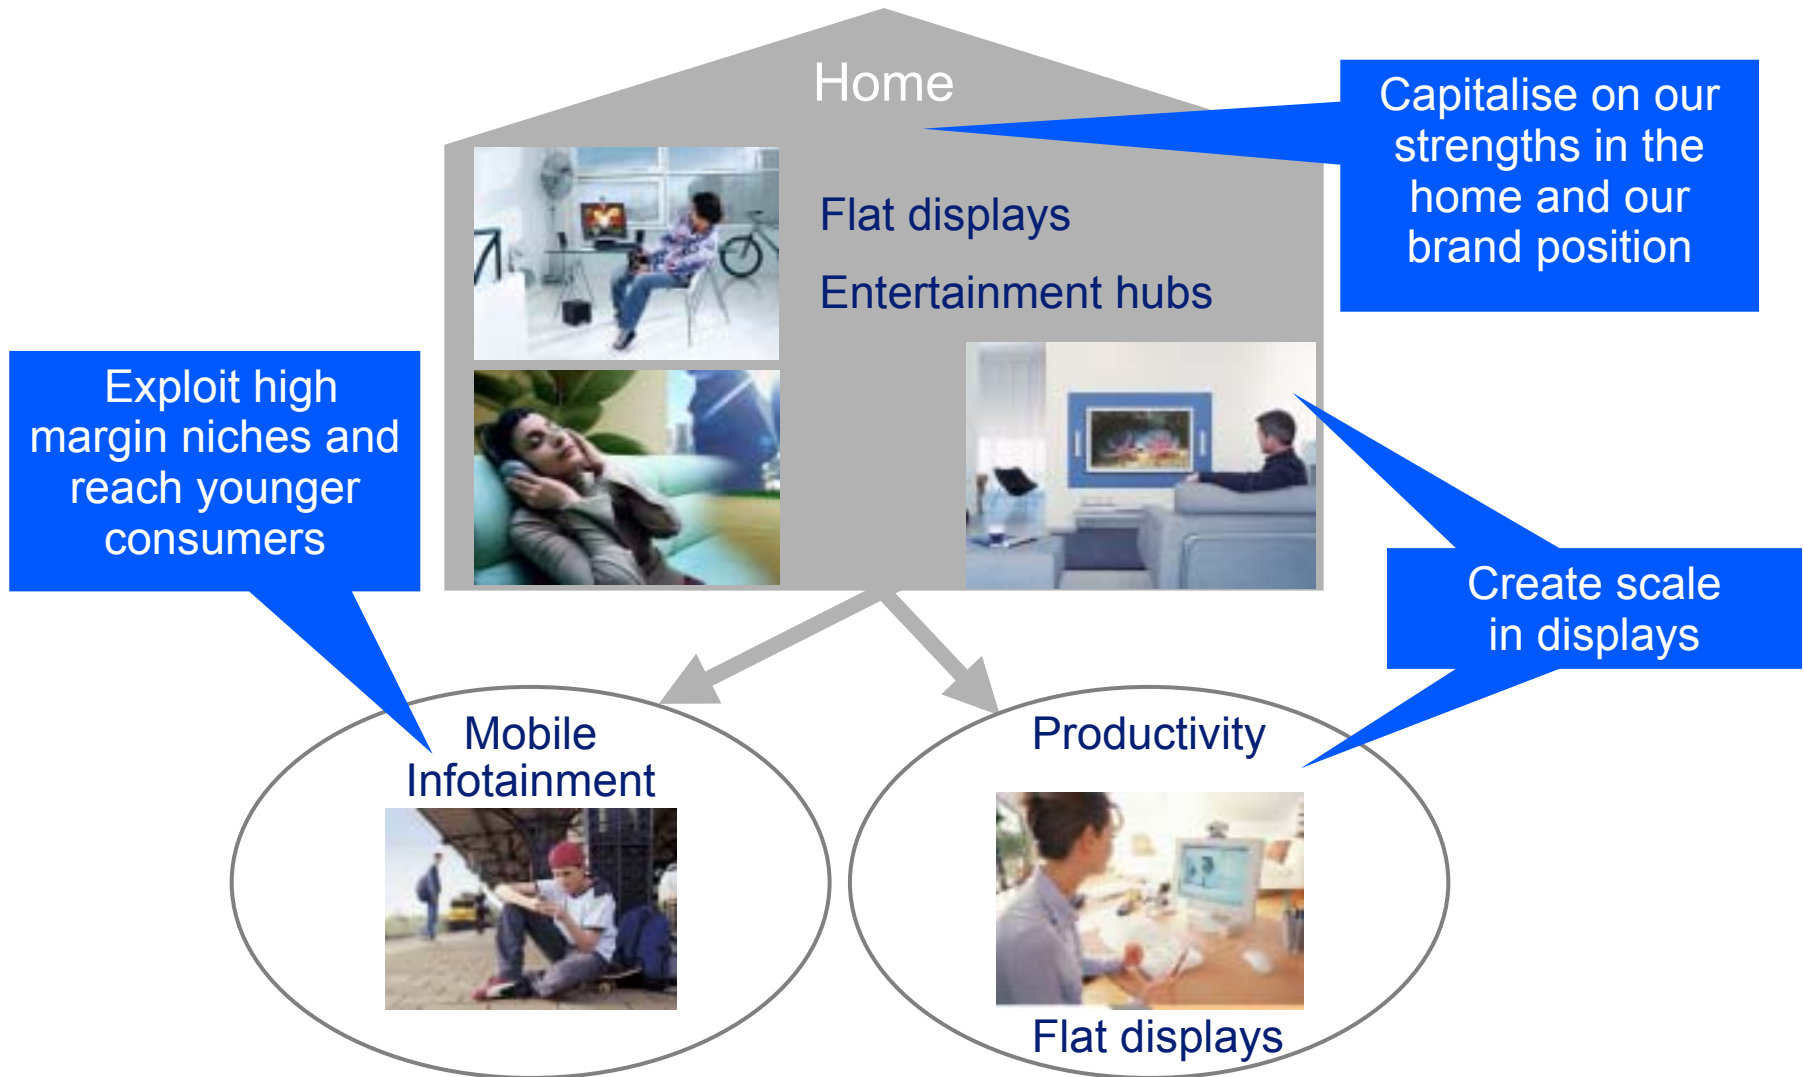 Home
Capitalise on our
strengths in the
home and our
brand position
Flat displays
Entertainment hubs
Exploit high
margin niches and
reach younger
consumers
Create scale
in displays
Mobile
Infotainment
Productivity
Flat displays